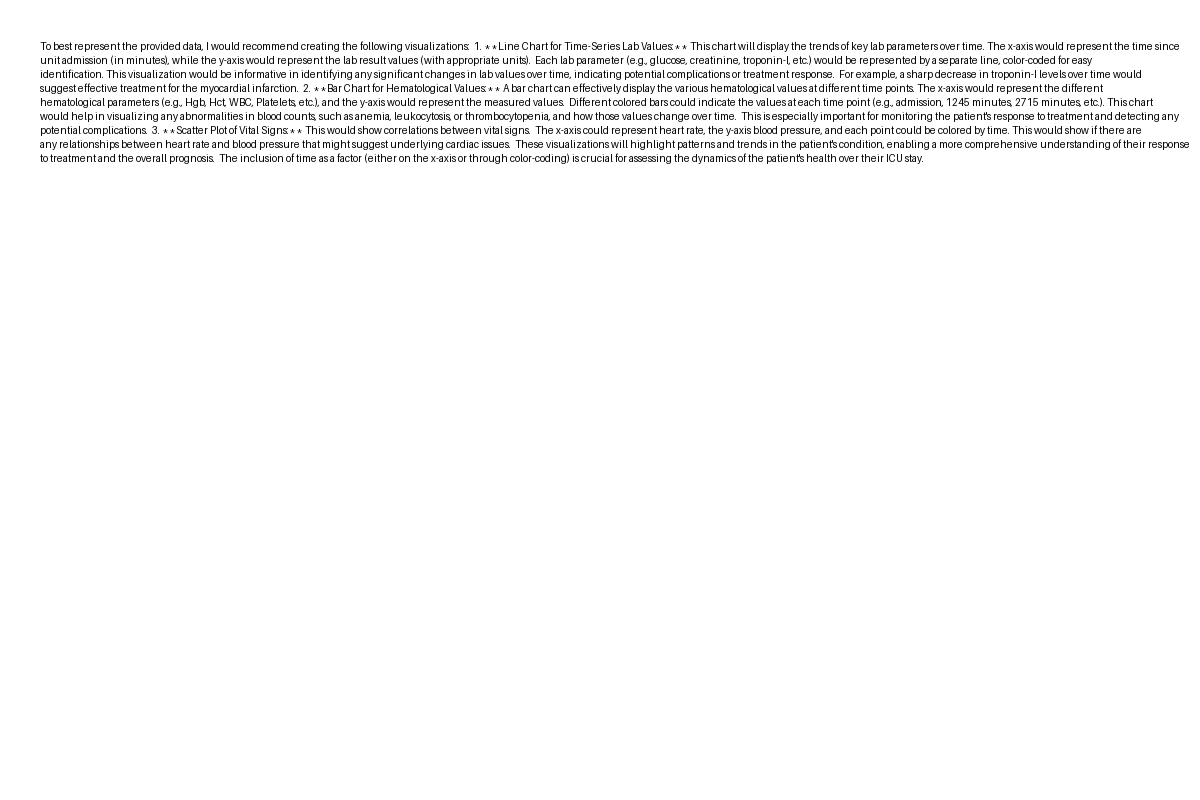 To best represent the provided data, I would recommend creating the following visualizations:  1. **Line Chart for Time-Series Lab Values:** This chart will display the trends of key lab parameters over time. The x-axis would represent the time since
unit admission (in minutes), while the y-axis would represent the lab result values (with appropriate units).  Each lab parameter (e.g., glucose, creatinine, troponin-I, etc.) would be represented by a separate line, color-coded for easy
identification. This visualization would be informative in identifying any significant changes in lab values over time, indicating potential complications or treatment response.  For example, a sharp decrease in troponin-I levels over time would
suggest effective treatment for the myocardial infarction.  2. **Bar Chart for Hematological Values:** A bar chart can effectively display the various hematological values at different time points. The x-axis would represent the different
hematological parameters (e.g., Hgb, Hct, WBC, Platelets, etc.), and the y-axis would represent the measured values.  Different colored bars could indicate the values at each time point (e.g., admission, 1245 minutes, 2715 minutes, etc.). This chart
would help in visualizing any abnormalities in blood counts, such as anemia, leukocytosis, or thrombocytopenia, and how those values change over time.  This is especially important for monitoring the patient's response to treatment and detecting any
potential complications.  3. **Scatter Plot of Vital Signs:** This would show correlations between vital signs.  The x-axis could represent heart rate, the y-axis blood pressure, and each point could be colored by time. This would show if there are
any relationships between heart rate and blood pressure that might suggest underlying cardiac issues.  These visualizations will highlight patterns and trends in the patient's condition, enabling a more comprehensive understanding of their response
to treatment and the overall prognosis.  The inclusion of time as a factor (either on the x-axis or through color-coding) is crucial for assessing the dynamics of the patient's health over their ICU stay.